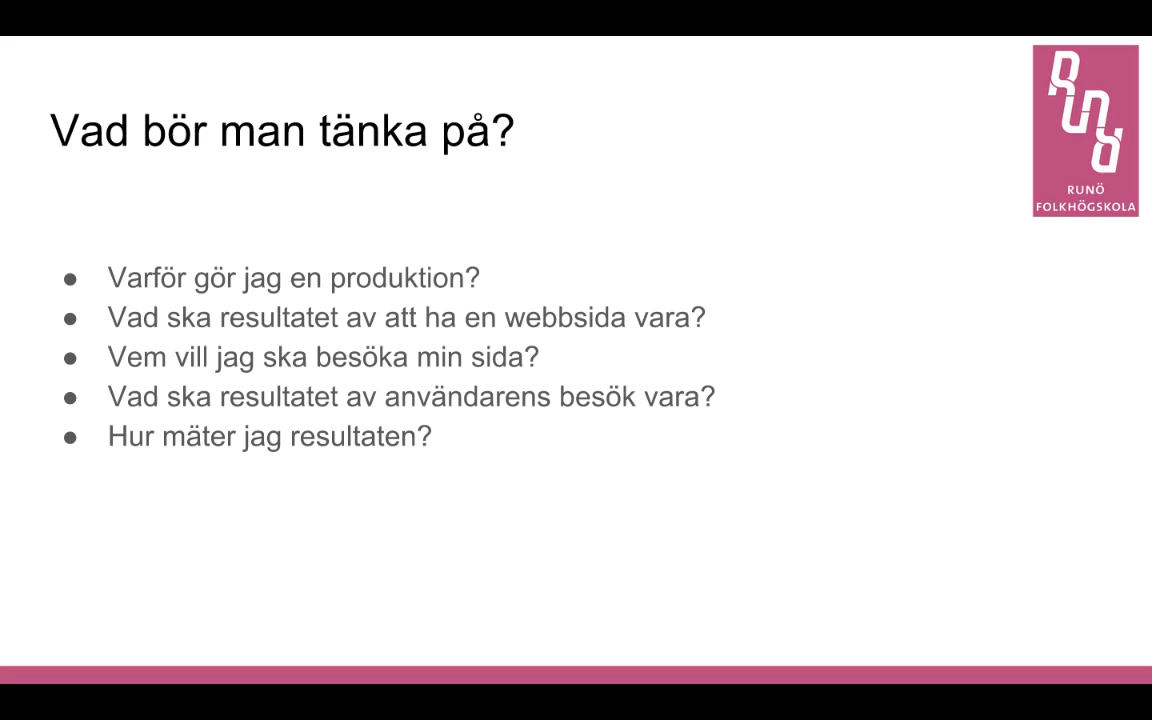 Vad bör man tänka på?
RUNÖ
RUNÖ
FOLKHÖGSKOLA
Varför gör jag en produktion?
Vad ska resultatet av att ha en webbsida vara?
Vem vill jag ska besöka min sida?
Vad ska resultatet av användarens besök vara?
Hur mäter jag resultaten?